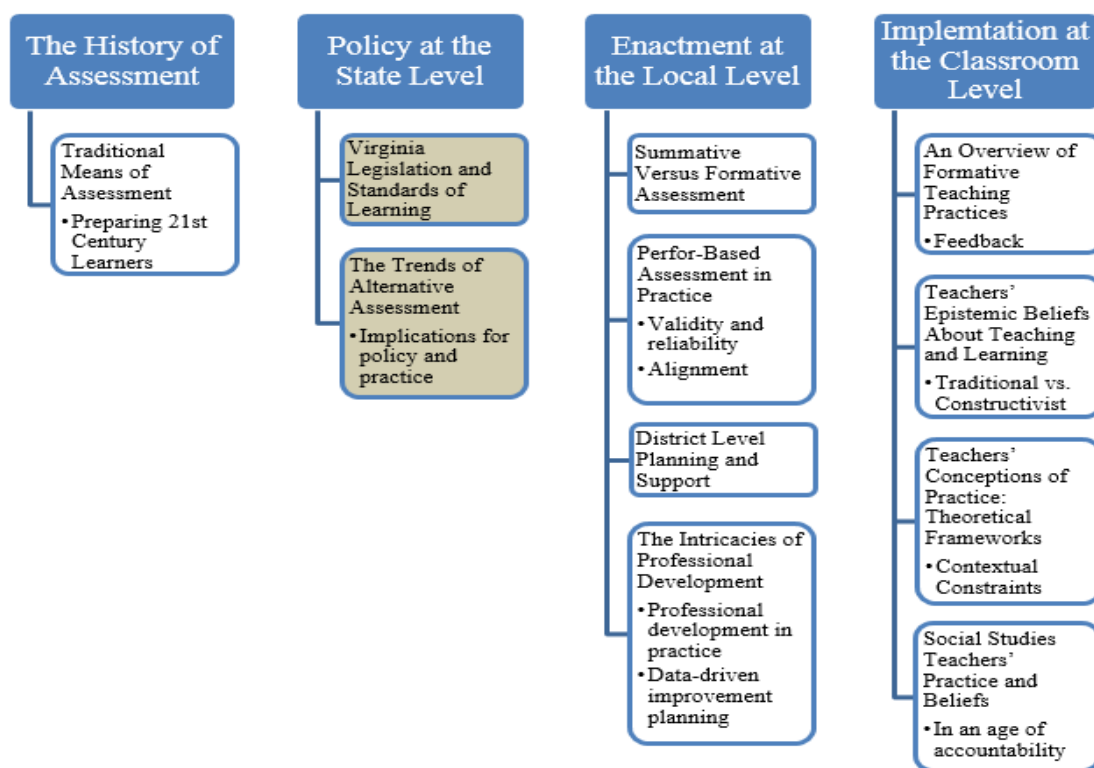 The History of
Assessment
Traditional
Means of
Assessment
•Preparing 21st
Century
Learners
Policy at the
State Level
Virginia
Legislation and
Standards of
Learning
The Trends of
Alternative
Assessment
•Implications for
policy and
practice
Enactment at
the Local Level
Summative
Versus Formative
Assessment
Perfor-Based
Assessment in
Practice
•Validity and
reliability
•Alignment
District Level
Planning and
Support
The Intricacies of
Professional
Development
•Professional
development in
practice
•Data-driven
improvement
planning
Implemtation at
the Classroom
Level
An Overview of
Formative
Teaching
Practices
•Feedback
Teachers’
Epistemic Beliefs
About Teaching
and Learning
•Traditional vs.
Constructivist
Teachers’
Conceptions of
Practice:
Theoretical
Frameworks
•Contextual
Constraints
Social Studies
Teachers’
Practice and
Beliefs
•In an age of
accountability